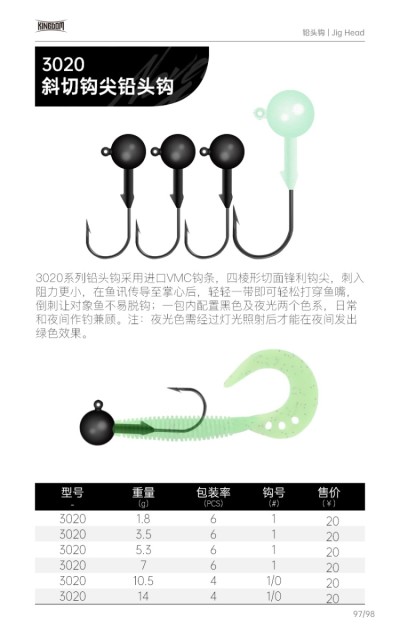 KINGDOM
铅头钩 | Jig Head
3020
斜切钩尖铅头钩
3020系列铅头钩采用进口VMC钩条，四棱形切面锋利钩尖，刺入
阻力更小，在鱼讯传导至掌心后，轻轻一带即可轻松打穿鱼嘴，
倒刺让对象鱼不易脱钩；一包内配置黑色及夜光两个色系，日常
和夜间作钓兼顾。注：夜光色需经过灯光照射后才能在夜间发出
绿色效果。
型号 重量 包装率 钩号 售价
- (g) (PCS) (#) (￥)
3020 1.8 6 1 20
3020 3.5 6 1 20
3020 5.3 6 1 20
3020 7 6 1 20
3020 10.5 4 1/0 20
3020 14 4 1/0 20
97/98